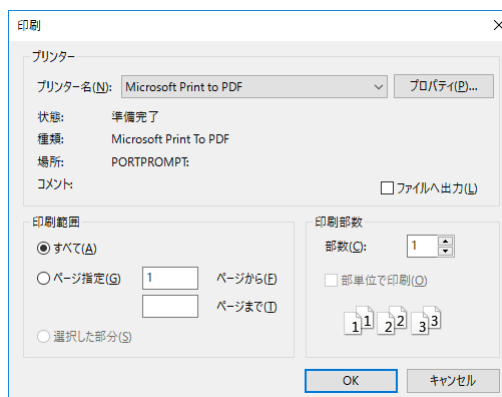 印刷
プリンター
プリンター名(N): Microsoft Print to PDF プロパティ(P)...
状態: 準備完了
種類: Microsoft Print To PDF
場所: PORTPROMPT:
コメント: ファイルへ出力(L)
印刷範囲
すべて(A)
ページ指定(G) 1 ページから(F)
ページまで(T)
選択した部分(S)
印刷部数
部数(C): 1
部単位で印刷(O)
1 1 2 2 3 3
OK キャンセル